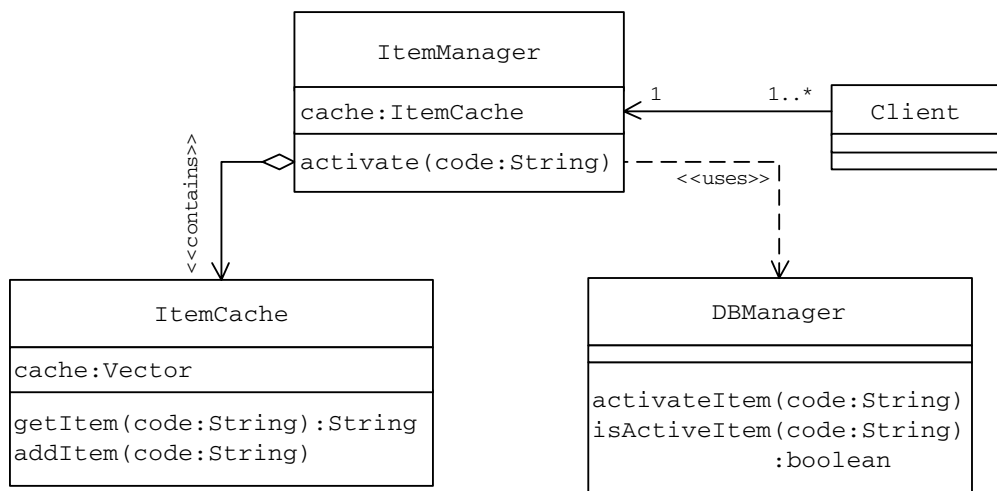 ItemManager
cache:ItemCache
activate(code:String)
1
1..*
Client
<<contains>>
<<uses>>
ItemCache
cache:Vector
getItem(code:String):String
addItem(code:String)
DBManager
activateItem(code:String)
isActiveItem(code:String)
:boolean